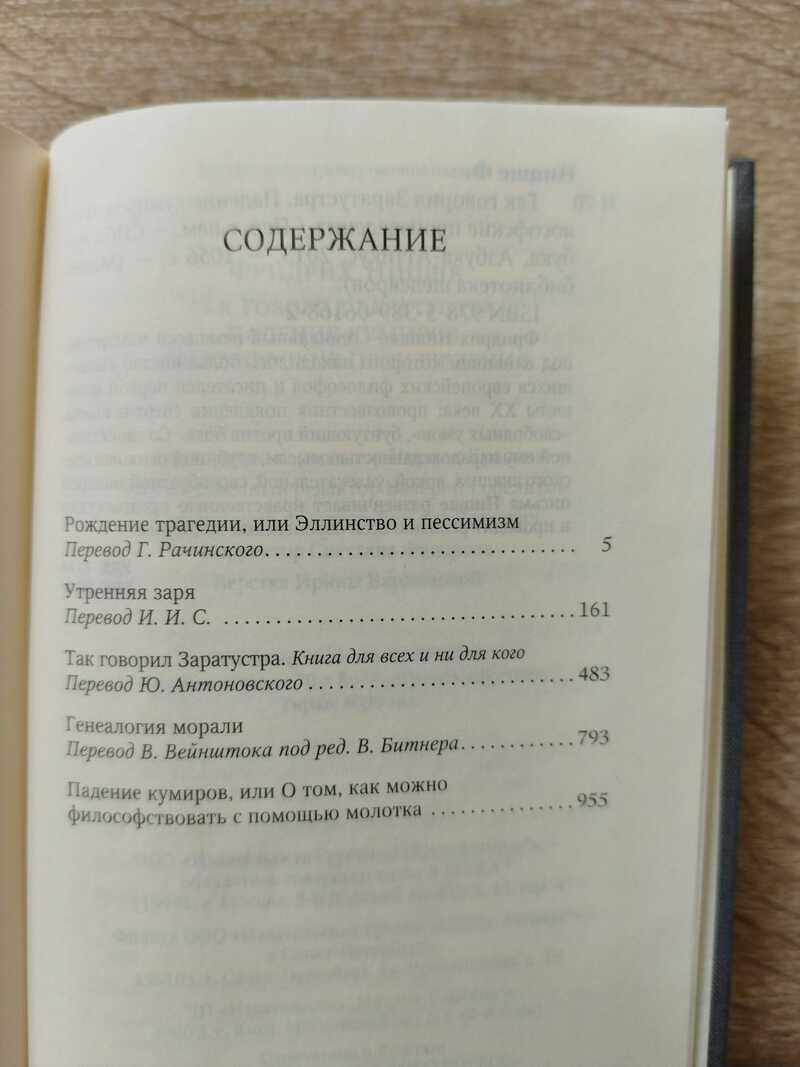 СОДЕРЖАНИЕ
Рождение трагедии, или Эллинство и пессимизм
Перевод Г. Рачинского. . . . . . . . . . . . . . . . . . . . . . . . . . . . . . 5
Утренняя заря
Перевод И. И. С. . . . . . . . . . . . . . . . . . . . . . . . . . . . . . . . . 161
Так говорил Заратустра. Книга для всех и ни для кого
Перевод Ю. Антоновского . . . . . . . . . . . . . . . . . . . . . . . . 483
Генеалогия морали
Перевод В. Вейнштока под ред. В. Битнера. . . . . . . . . . . . 793
Падение кумиров, или О том, как можно
философствовать с помощью молотка . . . . . . . . . . . . . . . 955